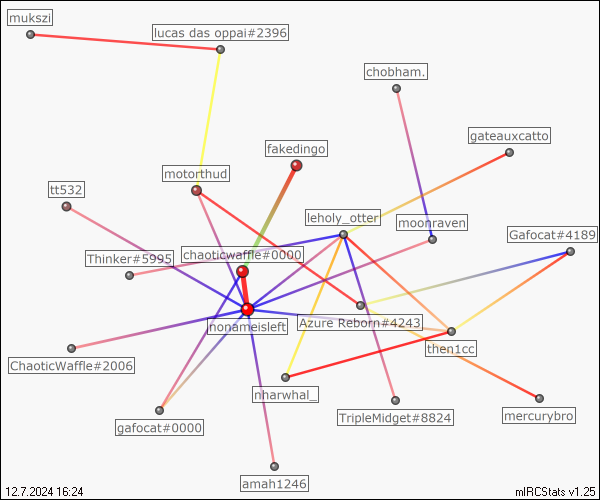 mukszi
lucas das oppai#2396
chobham.
gateauxcatto
fakedingo
motorthud
tt532
leholy_otter
moonraven
Gafocat#4189
Thinker#5995
chaoticwaffle#0000
nonameisleft
Azure Reborn#4243
then1cc
ChaoticWaffle#2006
nharwhal_
TripleMidget#8824
mercurybro
gafocat#0000
amah1246
12.7.2024 16:24
mIRCStats v1.25